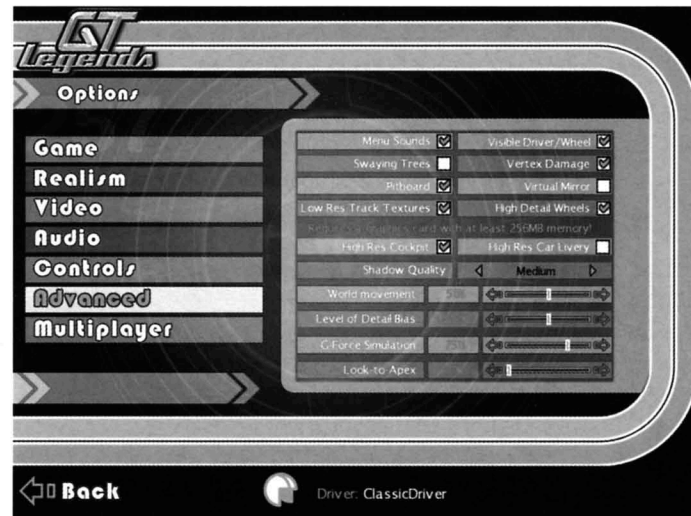 GT
Legends
Options
Game
Realism
Video
Audio
Controls
Advanced
Multiplayer
Menu Sounds
Visible Driver/Wheel
Swaying Trees
Vertex Damage
Pitboard
Virtual Mirror
Low Res Track Textures
High Detail Wheels
Requires a graphics card with at least 256MB memory!
High Res Cockpit
High Res Car Livery
Shadow Quality
Medium
World movement
Level of Detail Bias
G-Force Simulation
Look-to Apex
Back
Driver: ClassicDriver